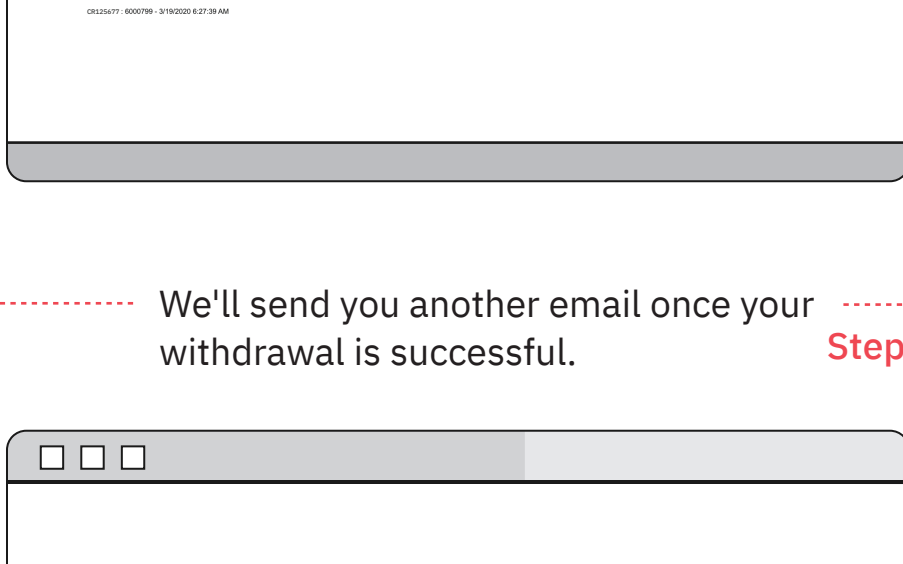 CR125677 : 6000799 - 3/19/2020 6:27:39 AM
We'll send you another email once your
withdrawal is successful.
Step